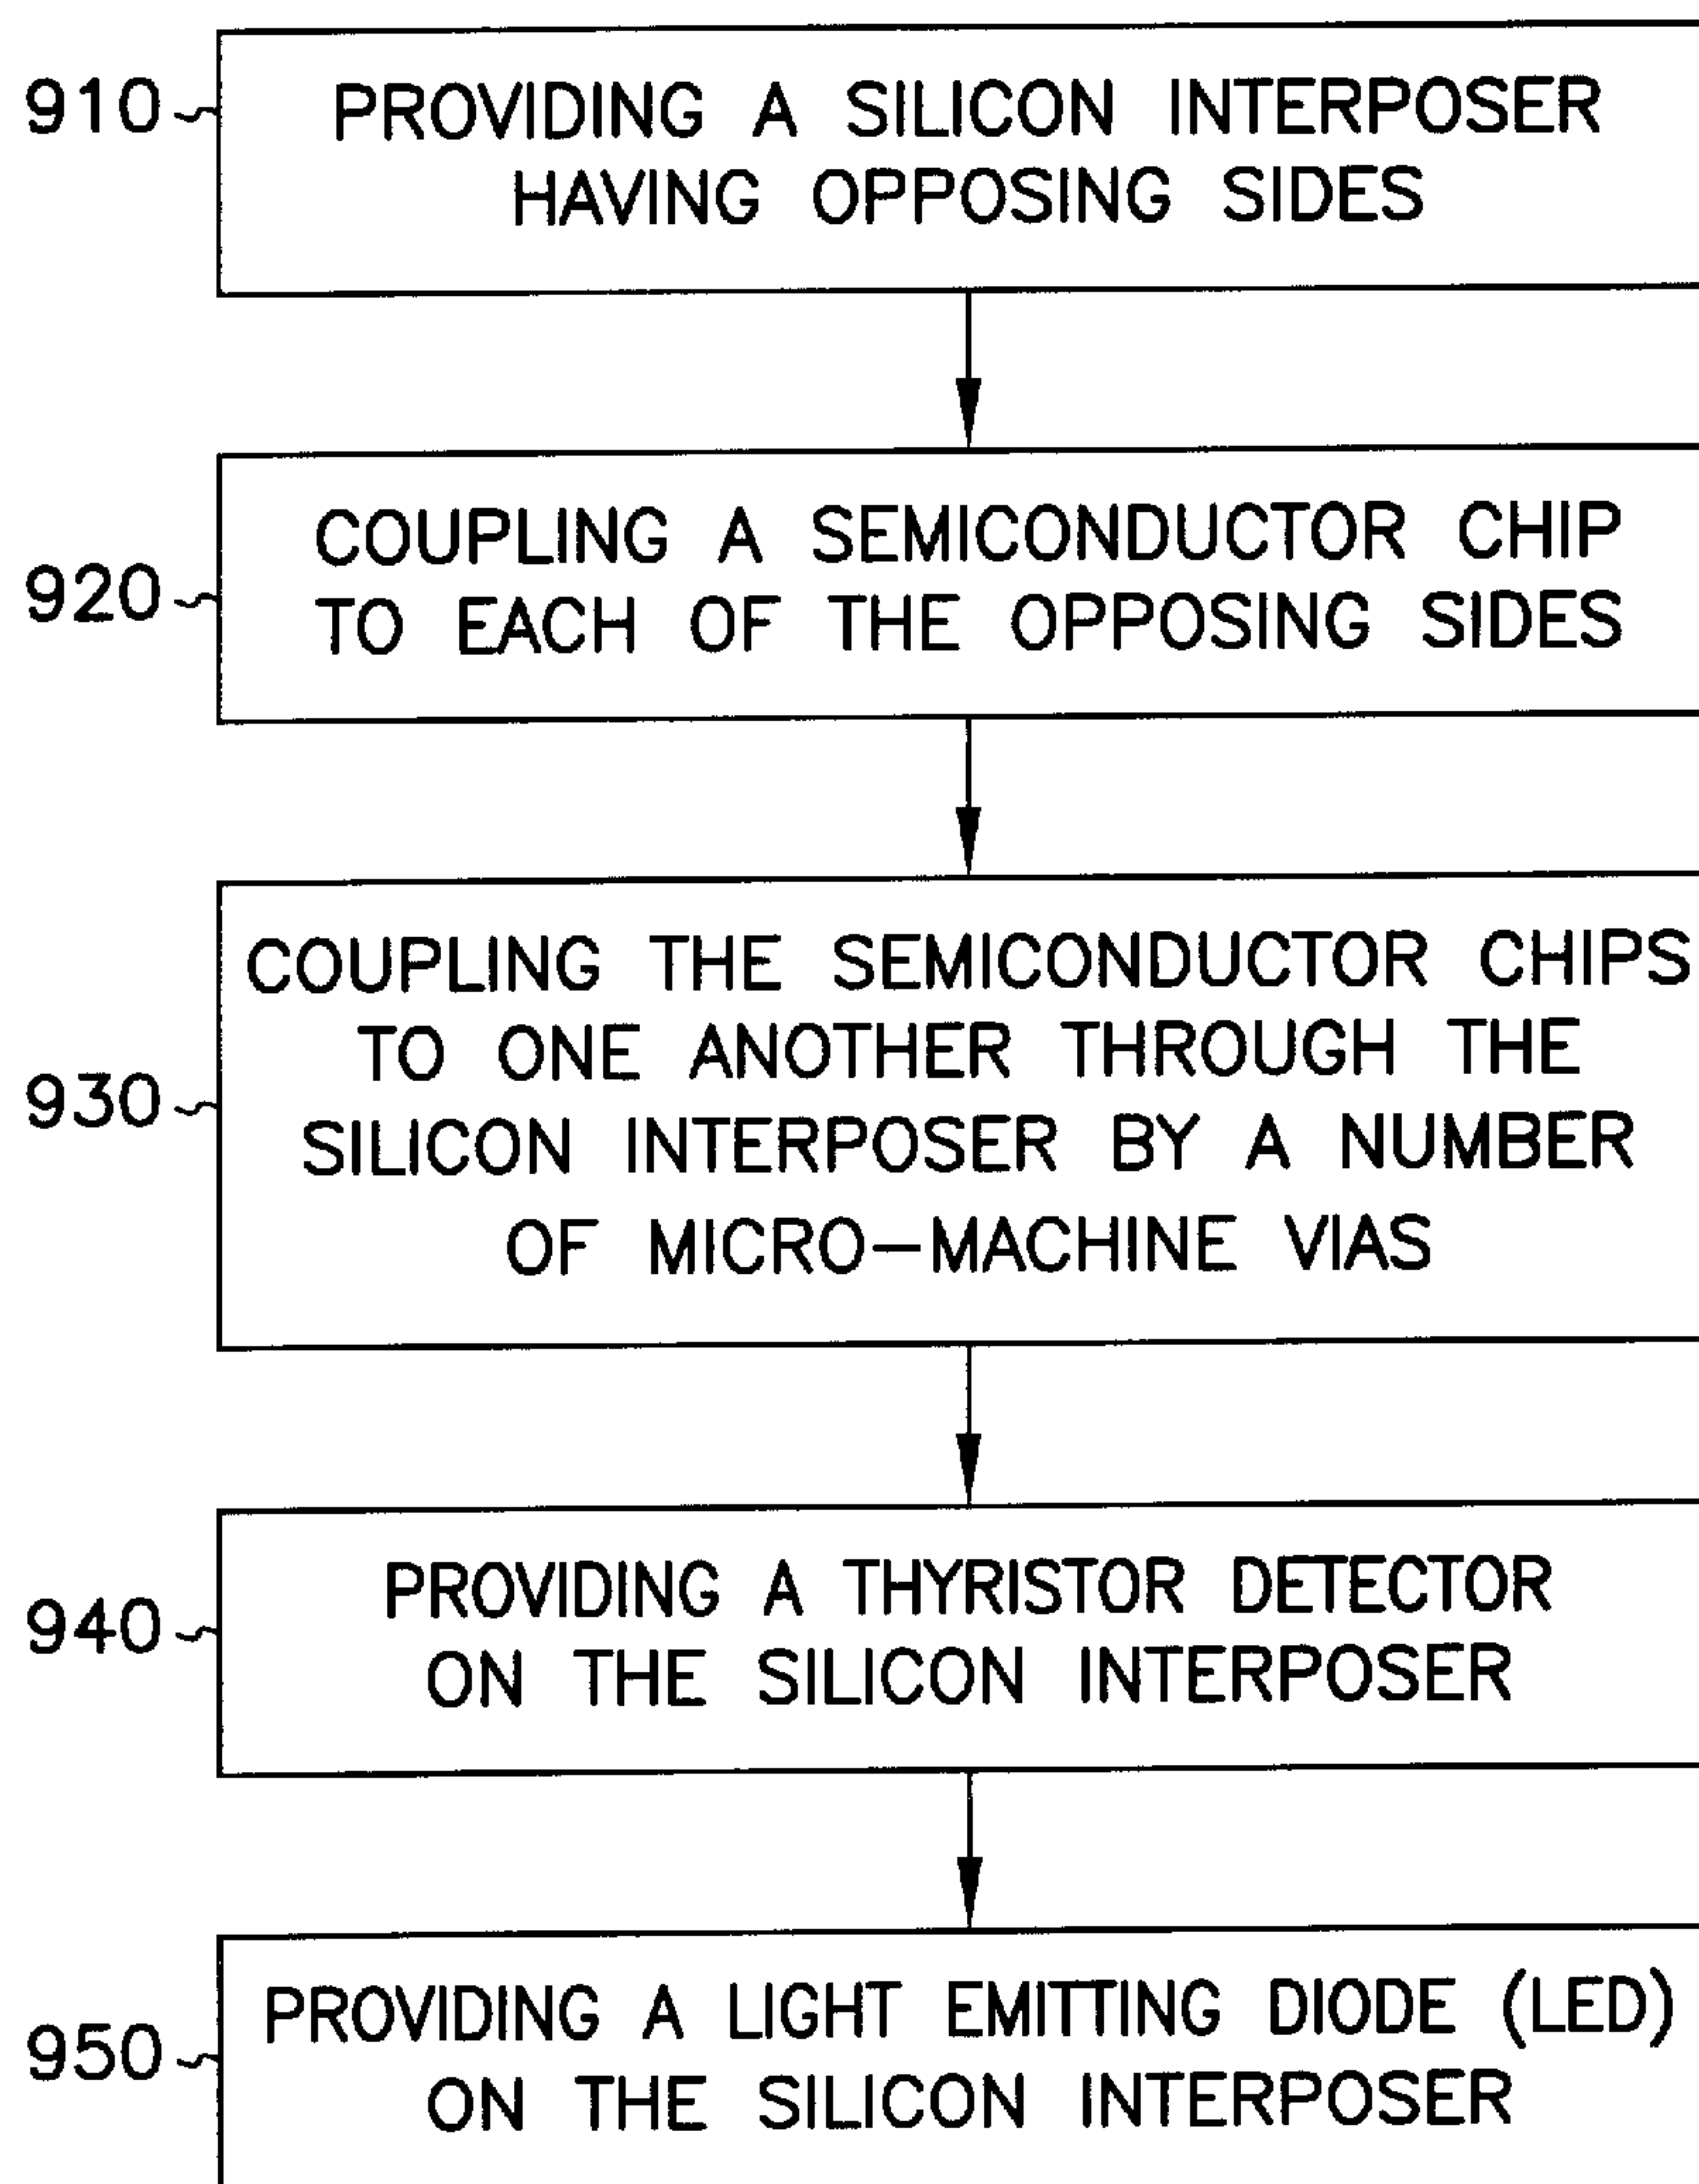 910
PROVIDING A SILICON INTERPOSER
HAVING OPPOSING SIDES
920
COUPLING A SEMICONDUCTOR CHIP
TO EACH OF THE OPPOSING SIDES
930
COUPLING THE SEMICONDUCTOR CHIPS
TO ONE ANOTHER THROUGH THE
SILICON INTERPOSER BY A NUMBER
OF MICRO–MACHINE VIAS
940
PROVIDING A THYRISTOR DETECTOR
ON THE SILICON INTERPOSER
950
PROVIDING A LIGHT EMITTING DIODE (LED)
ON THE SILICON INTERPOSER